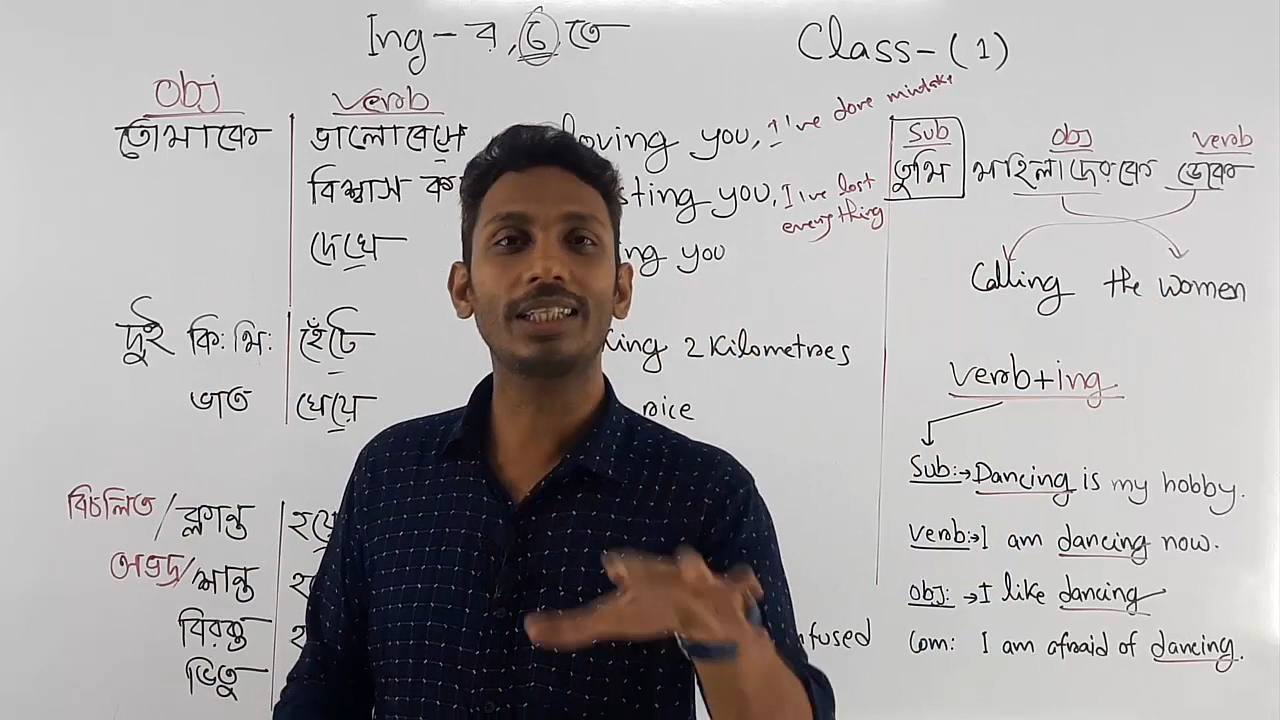 Ing - র, ে, তে
Class - (1)
obj verb
তোমাকে ভালোবেসে loving you, I've done mistake
বিশ্বাস sting you, I've lost everything
দেখে ng you
দুই কি: মি: হেঁটে king 2 Kilometres
ভাত খেয়ে rice
বিচলিত / ক্লান্ত হয়ে
অভদ্র / শান্ত
বিরক্ত nfused
ভিতু
Sub obj verb
তুমি মহিলাদেরকে ডেকে
Calling the women
verb+ing
Sub:→ Dancing is my hobby.
verb:→ I am dancing now.
obj: → I like dancing
Com: I am afraid of dancing.